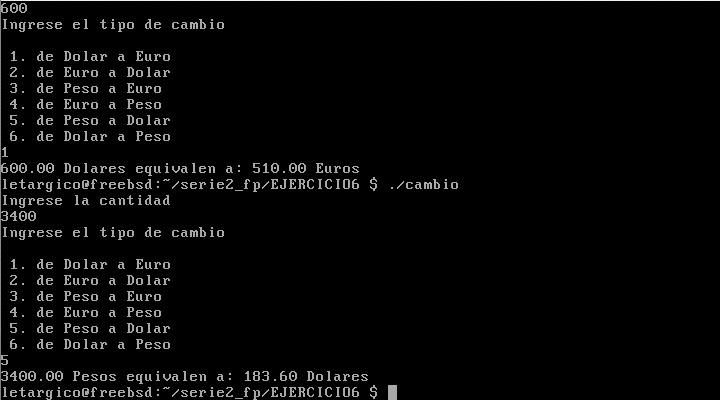 600
Ingrese el tipo de cambio
1. de Dolar a Euro
2. de Euro a Dolar
3. de Peso a Euro
4. de Euro a Peso
5. de Peso a Dolar
6. de Dolar a Peso
1
600.00 Dolares equivalen a: 510.00 Euros
letargico@freebsd:~/serie2_fp/EJERCICIO6 $ ./cambio
Ingrese la cantidad
3400
Ingrese el tipo de cambio
1. de Dolar a Euro
2. de Euro a Dolar
3. de Peso a Euro
4. de Euro a Peso
5. de Peso a Dolar
6. de Dolar a Peso
5
3400.00 Pesos equivalen a: 183.60 Dolares
letargico@freebsd:~/serie2_fp/EJERCICIO6 $